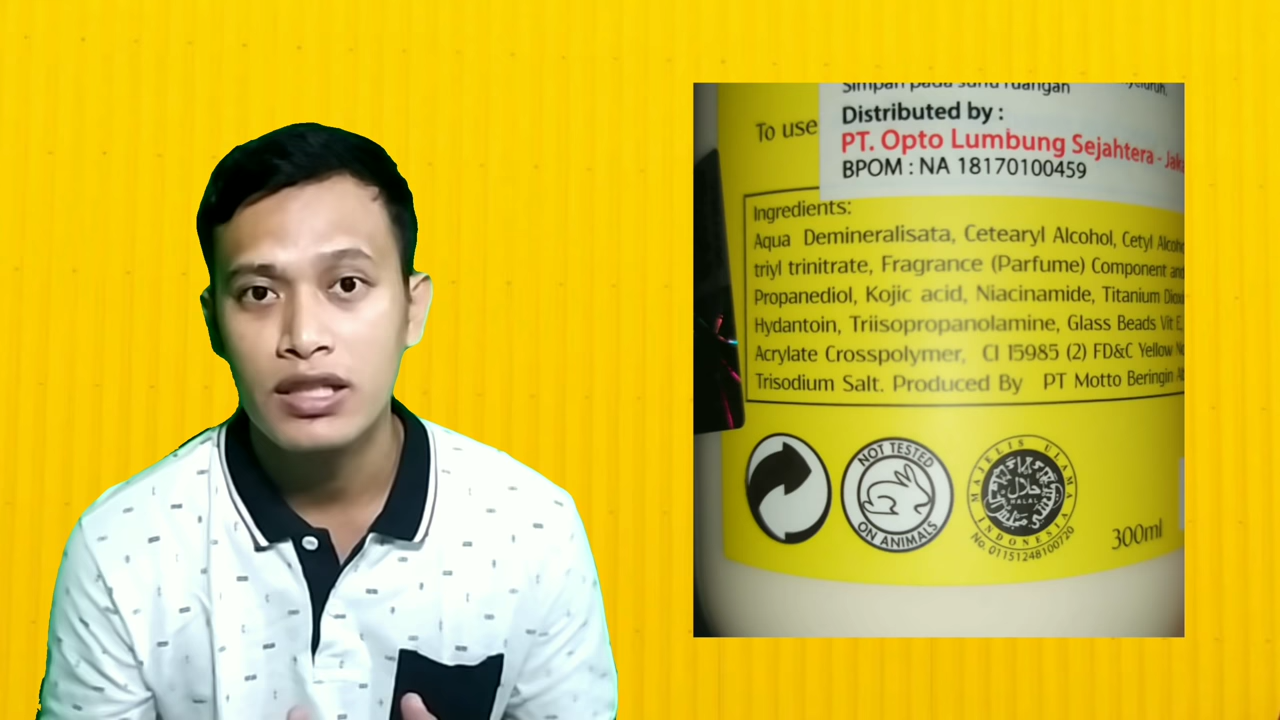 Simpan pada suhu ruangan
To use
Distributed by :
PT. Opto Lumbung Sejahtera -
BPOM : NA 18170100459
Ingredients:
Aqua Demineralisata, Cetearyl Alcohol, Cetyl
triyl trinitrate, Fragrance (Parfume) Component
Propanediol, Kojic acid, Niacinamide, Titanium
Hydantoin, Triisopropanolamine, Glass Beads Vit E,
Acrylate Crosspolymer, CI 15985 (2) FD&C Yellow
Trisodium Salt. Produced By PT Motto Beringin
NOT TESTED
ON ANIMALS
MAJELIS ULAMA
INDONESIA
حلال
HALAL
No. 01151248100720
300ml